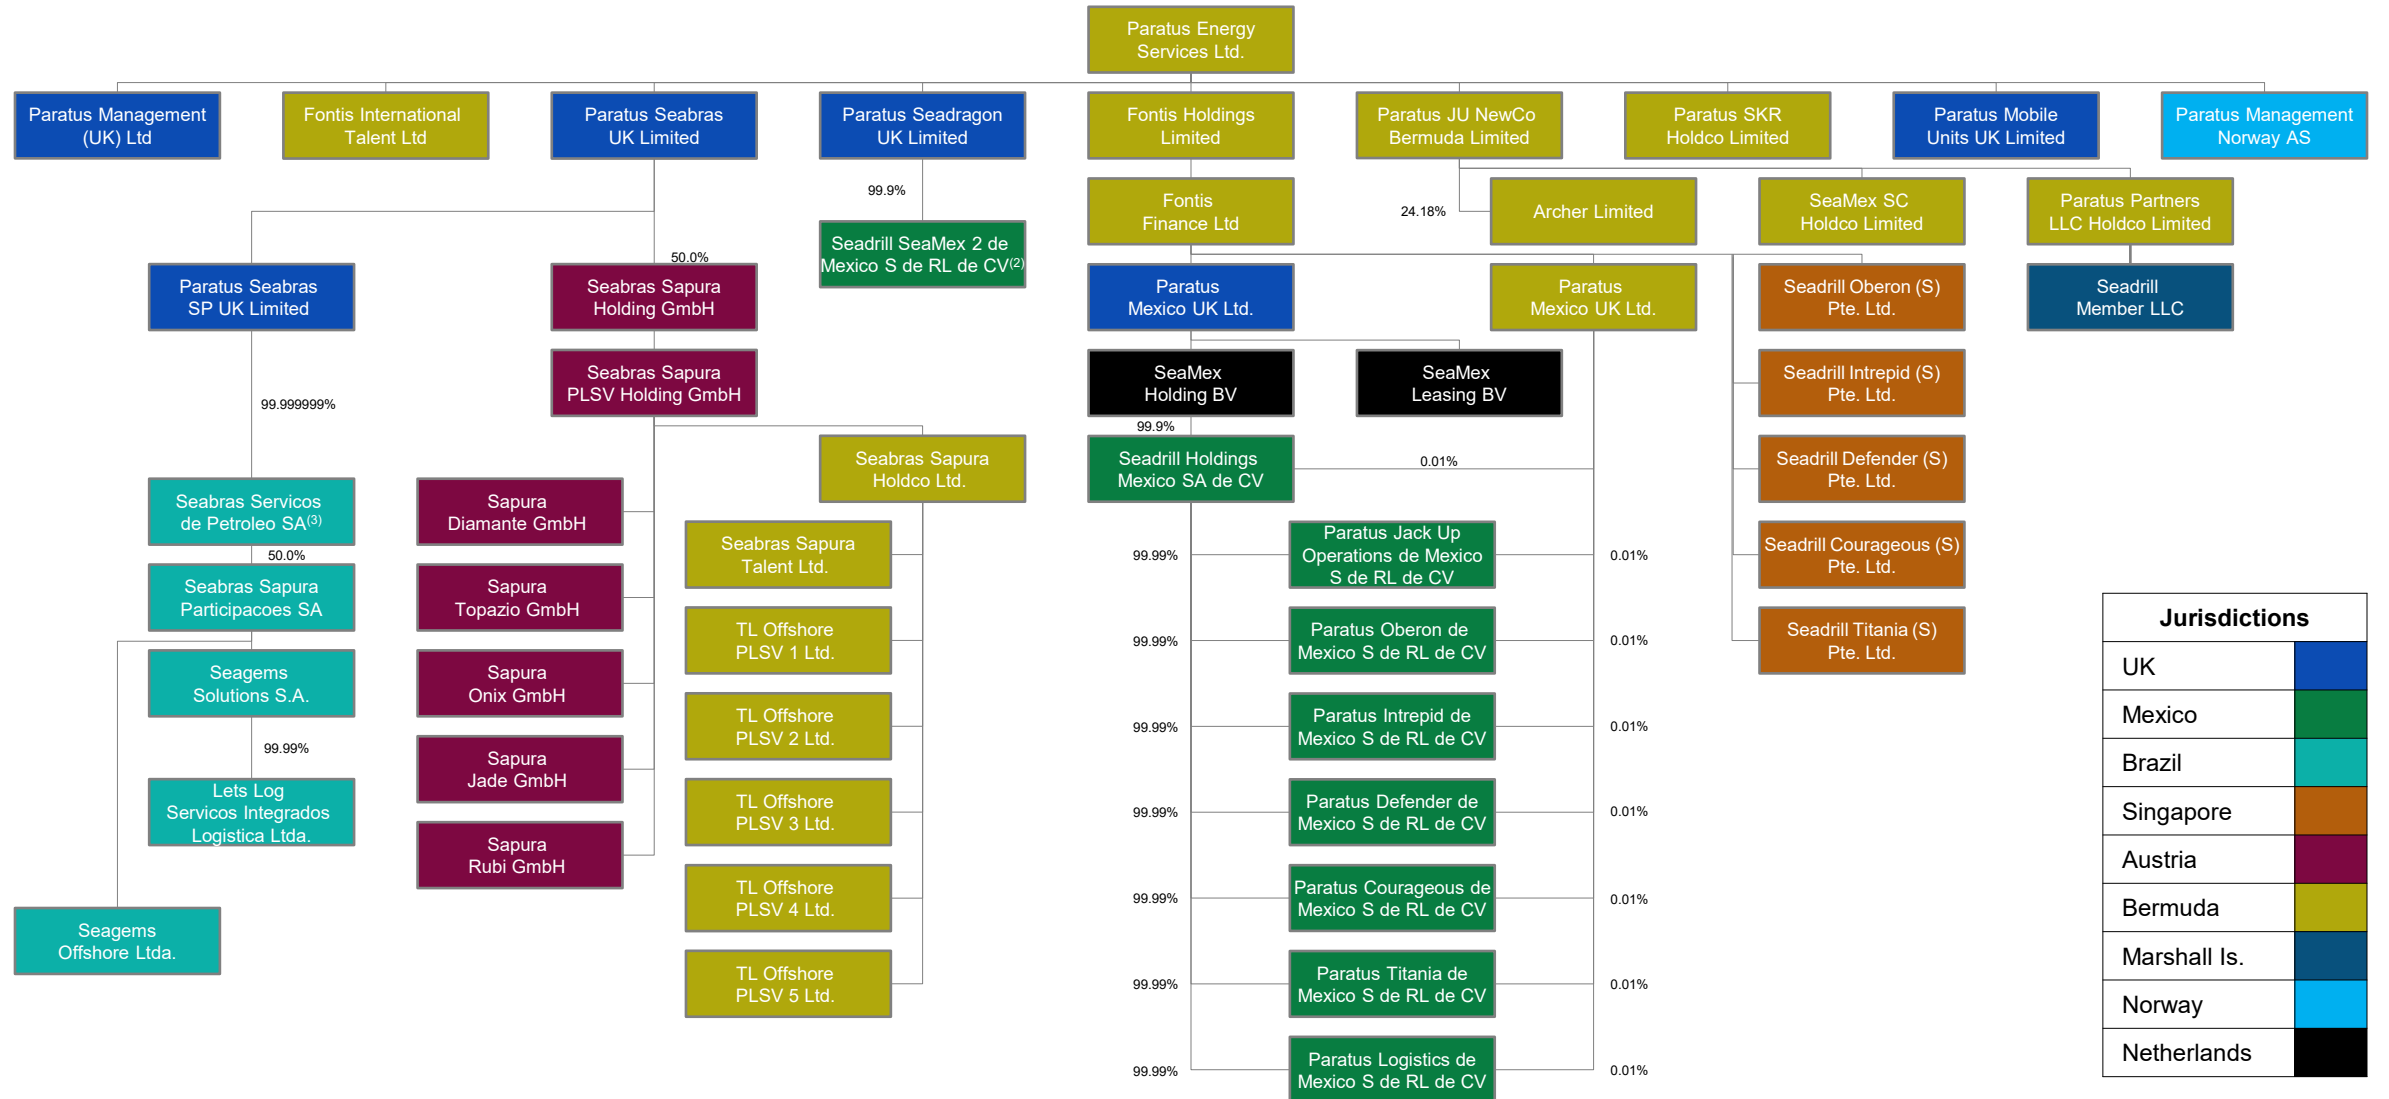 Paratus Energy
Services Ltd.
Paratus Management
(UK) Ltd
Fontis International
Talent Ltd
Paratus Seabras
UK Limited
Paratus Seadragon
UK Limited
Fontis Holdings
Limited
Paratus JU NewCo
Bermuda Limited
Paratus SKR
Holdco Limited
Paratus Mobile
Units UK Limited
Paratus Management
Norway AS
99.9%
Fontis
Finance Ltd
24.18%
Archer Limited
SeaMex SC
Holdco Limited
Paratus Partners
LLC Holdco Limited
Seadrill SeaMex 2 de
Mexico S de RL de CV(2)
50.0%
Paratus Seabras
SP UK Limited
Seabras Sapura
Holding GmbH
Paratus
Mexico UK Ltd.
Paratus
Mexico UK Ltd.
Seadrill Oberon (S)
Pte. Ltd.
Seadrill
Member LLC
Seabras Sapura
PLSV Holding GmbH
SeaMex
Holding BV
SeaMex
Leasing BV
Seadrill Intrepid (S)
Pte. Ltd.
99.999999%
99.9%
Seabras Sapura
Holdco Ltd.
Seadrill Holdings
Mexico SA de CV
0.01%
Seadrill Defender (S)
Pte. Ltd.
Seabras Servicos
de Petroleo SA(3)
Sapura
Diamante GmbH
Seabras Sapura
Talent Ltd.
99.99%
Paratus Jack Up
Operations de Mexico
S de RL de CV
0.01%
Seadrill Courageous (S)
Pte. Ltd.
50.0%
Seabras Sapura
Participacoes SA
Sapura
Topazio GmbH
TL Offshore
PLSV 1 Ltd.
99.99%
Paratus Oberon de
Mexico S de RL de CV
0.01%
Seadrill Titania (S)
Pte. Ltd.
Seagems
Solutions S.A.
Sapura
Onix GmbH
TL Offshore
PLSV 2 Ltd.
99.99%
Paratus Intrepid de
Mexico S de RL de CV
0.01%
99.99%
Lets Log
Servicos Integrados
Logistica Ltda.
Sapura
Jade GmbH
TL Offshore
PLSV 3 Ltd.
99.99%
Paratus Defender de
Mexico S de RL de CV
0.01%
Sapura
Rubi GmbH
TL Offshore
PLSV 4 Ltd.
99.99%
Paratus Courageous de
Mexico S de RL de CV
0.01%
Seagems
Offshore Ltda.
TL Offshore
PLSV 5 Ltd.
99.99%
Paratus Titania de
Mexico S de RL de CV
0.01%
99.99%
Paratus Logistics de
Mexico S de RL de CV
0.01%
Jurisdictions
UK
Mexico
Brazil
Singapore
Austria
Bermuda
Marshall Is.
Norway
Netherlands